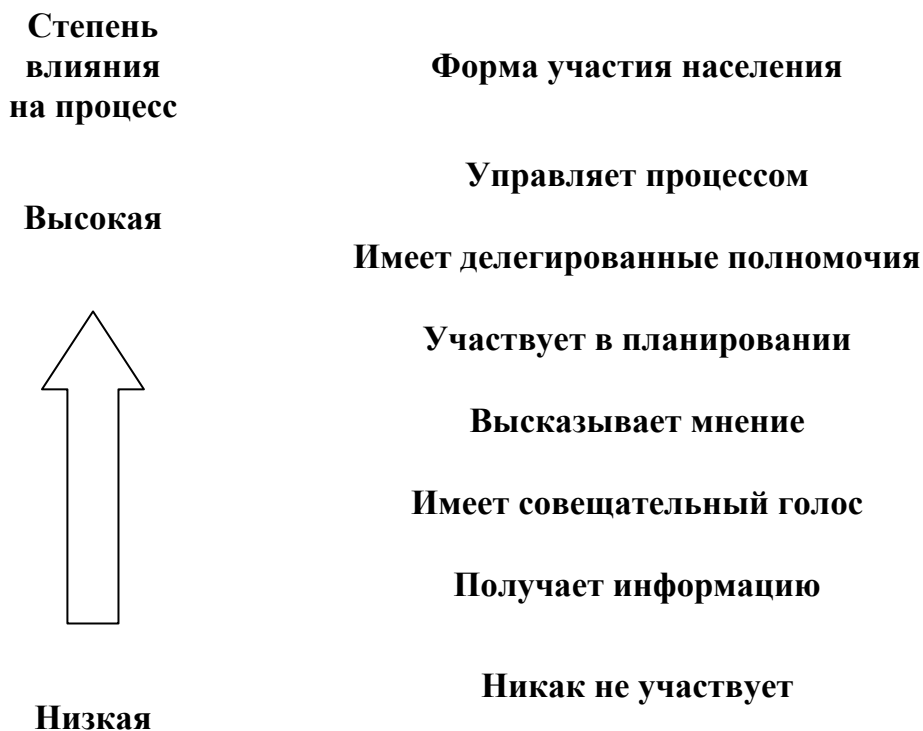 Степень
влияния
на процесс
Форма участия населения
Управляет процессом
Высокая
Имеет делегированные полномочия
Участвует в планировании
Высказывает мнение
Имеет совещательный голос
Получает информацию
Никак не участвует
Низкая